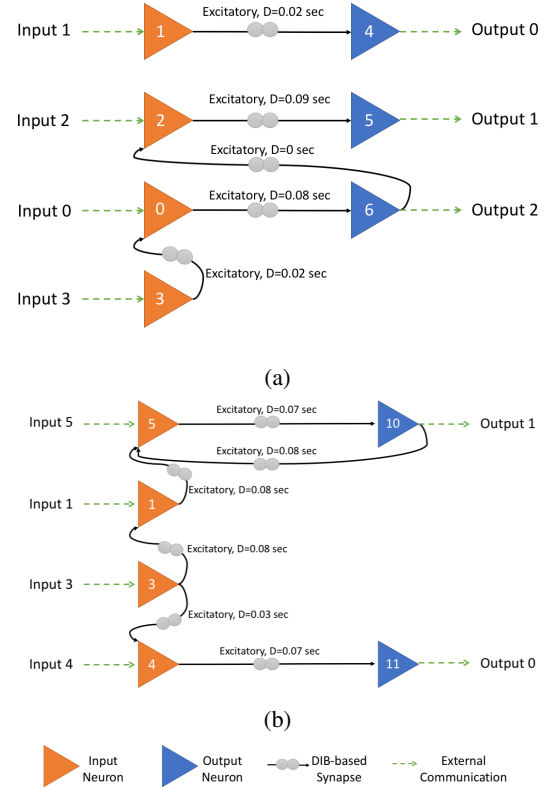 Excitatory, D=0.02 sec
Input 1
1
4
Output 0
Excitatory, D=0.09 sec
Input 2
2
5
Output 1
Excitatory, D=0 sec
Excitatory, D=0.08 sec
Input 0
0
6
Output 2
Excitatory, D=0.02 sec
Input 3
3
(a)
Excitatory, D=0.07 sec
Input 5
5
10
Output 1
Excitatory, D=0.08 sec
Excitatory, D=0.08 sec
Input 1
1
Excitatory, D=0.08 sec
Input 3
3
Excitatory, D=0.03 sec
Excitatory, D=0.07 sec
Input 4
4
11
Output 0
(b)
Input
Neuron
Output
Neuron
DIB-based
Synapse
External
Communication